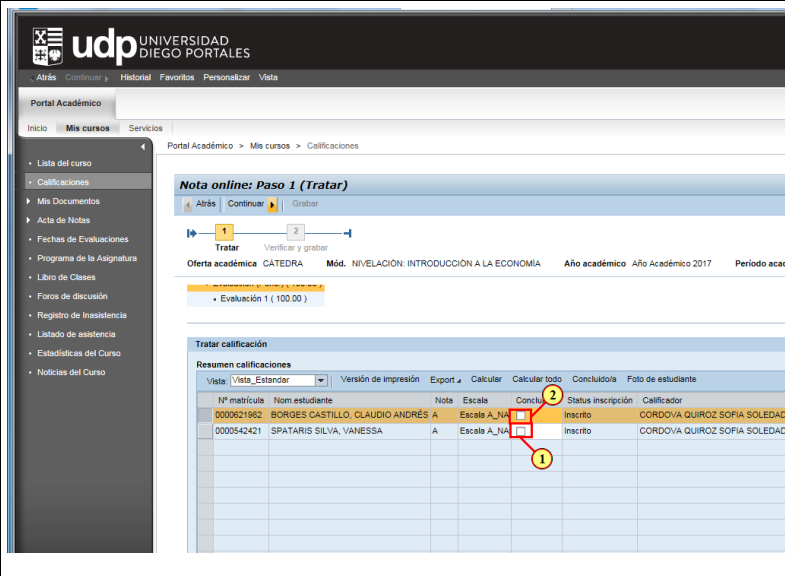 udp UNIVERSIDAD
DIEGO PORTALES
Atrás Continuar Historial Favoritos Personalizar Vista
Portal Académico
Inicio Mis cursos Servicios
Portal Académico > Mis cursos > Calificaciones
Lista del curso
Calificaciones
Mis Documentos
Acta de Notas
Fechas de Evaluaciones
Programa de la Asignatura
Libro de Clases
Foros de discusión
Registro de Inasistencia
Listado de asistencia
Estadísticas del Curso
Noticias del Curso
Nota online: Paso 1 (Tratar)
Atrás Continuar Grabar
1 2
Tratar Verificar y grabar
Oferta académica CÁTEDRA Mód. NIVELACIÓN: INTRODUCCIÓN A LA ECONOMÍA Año académico Año Académico 2017 Período aca
Evaluación 1 ( 100.00 )
Tratar calificación
Resumen calificaciones
Vista: Vista_Estandar Versión de impresión Export Calcular Calcular todo Concluido/a Foto de estudiante
Nº matrícula Nom.estudiante Nota Escala Conclu 2 Status inscripción Calificador
0000621982 BORGES CASTILLO, CLAUDIO ANDRÉS A Escala A_NA Inscrito CORDOVA QUIROZ SOFIA SOLEDAD
0000542421 SPATARIS SILVA, VANESSA A Escala A_NA Inscrito CORDOVA QUIROZ SOFIA SOLEDAD
1